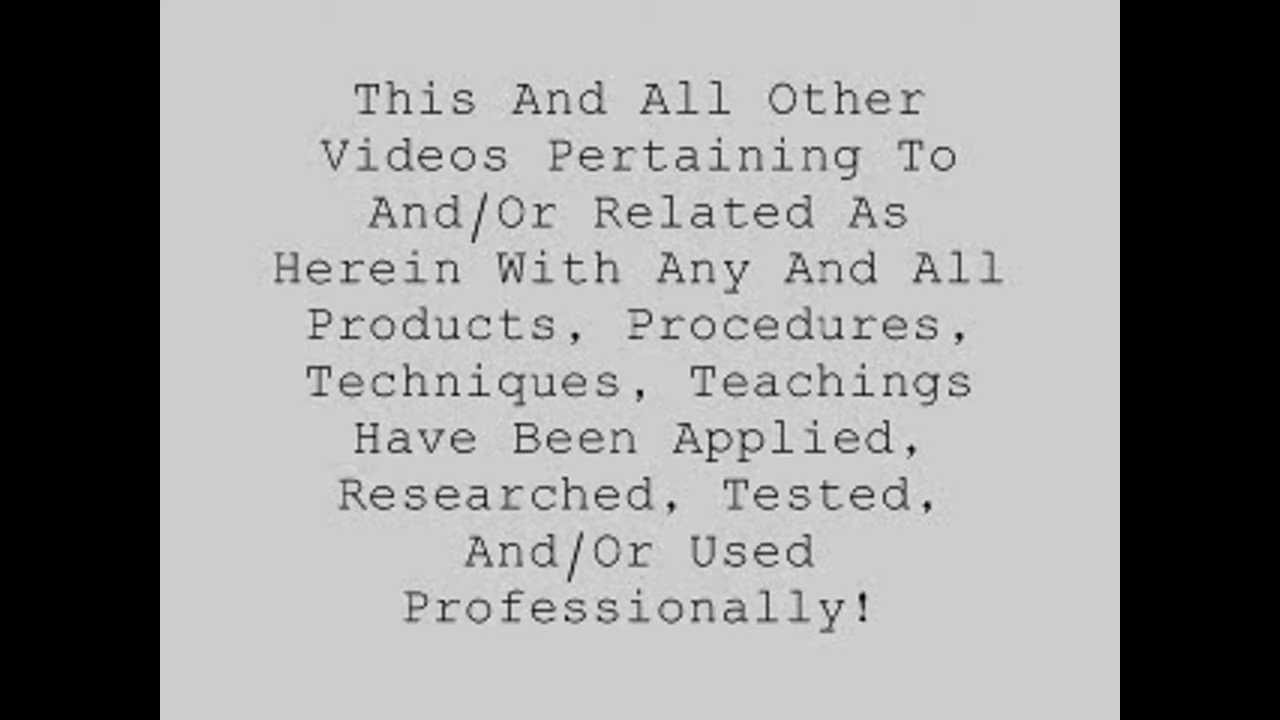 This And All Other
Videos Pertaining To
And/Or Related As
Herein With Any And All
Products, Procedures,
Techniques, Teachings
Have Been Applied,
Researched, Tested,
And/Or Used
Professionally!